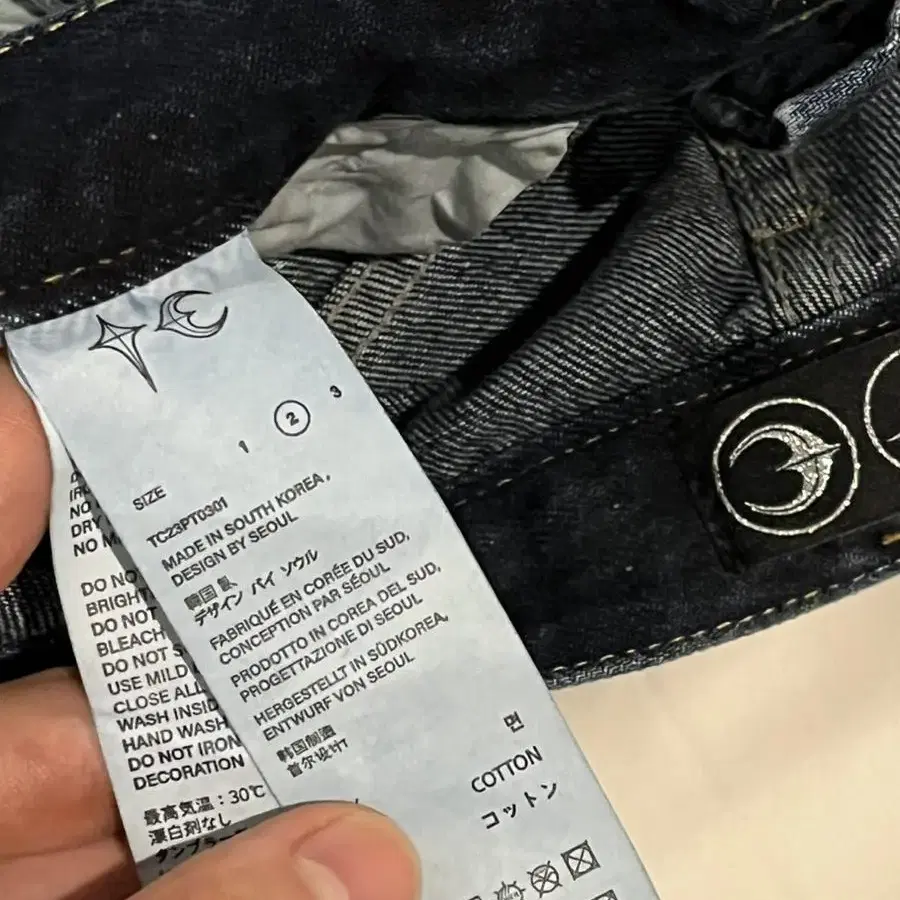 1 2 3
SIZE
TC23PT0301
MADE IN SOUTH KOREA,
DESIGN BY SEOUL
デザイン バイ ソウル
FABRIQUÉ EN CORÉE DU SUD,
CONCEPTION PAR SÉOUL
PRODOTTO IN COREA DEL SUD,
PROGETTAZIONE DI SEOUL
HERGESTELLT IN SÜDKOREA,
ENTWURF VON SEOUL
韩国制造
首尔设计
면
COTTON
コットン
NO
DRY
NO
DO NO
BRIGHT
DO NOT
BLEACH
DO NOT S
USE MILD
CLOSE ALL
WASH INSID
HAND WASH
DO NOT IRON
DECORATION
最高気温：30℃
漂白剤なし